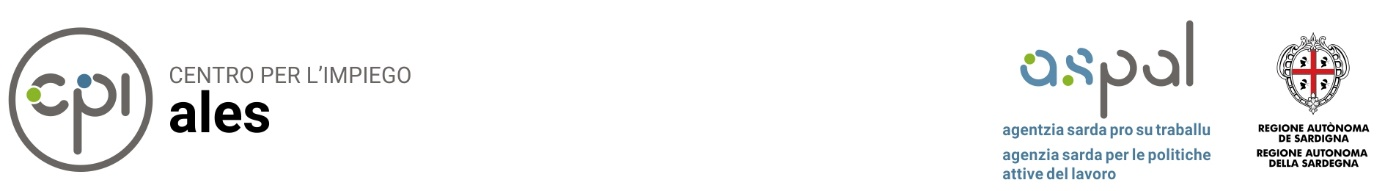 cpi
CENTRO PER L'IMPIEGO
ales
aspal
agentzia sarda pro su traballu
agenzia sarda per le politiche
attive del lavoro
REGIONE AUTÒNOMA
DE SARDIGNA
REGIONE AUTONOMA
DELLA SARDEGNA